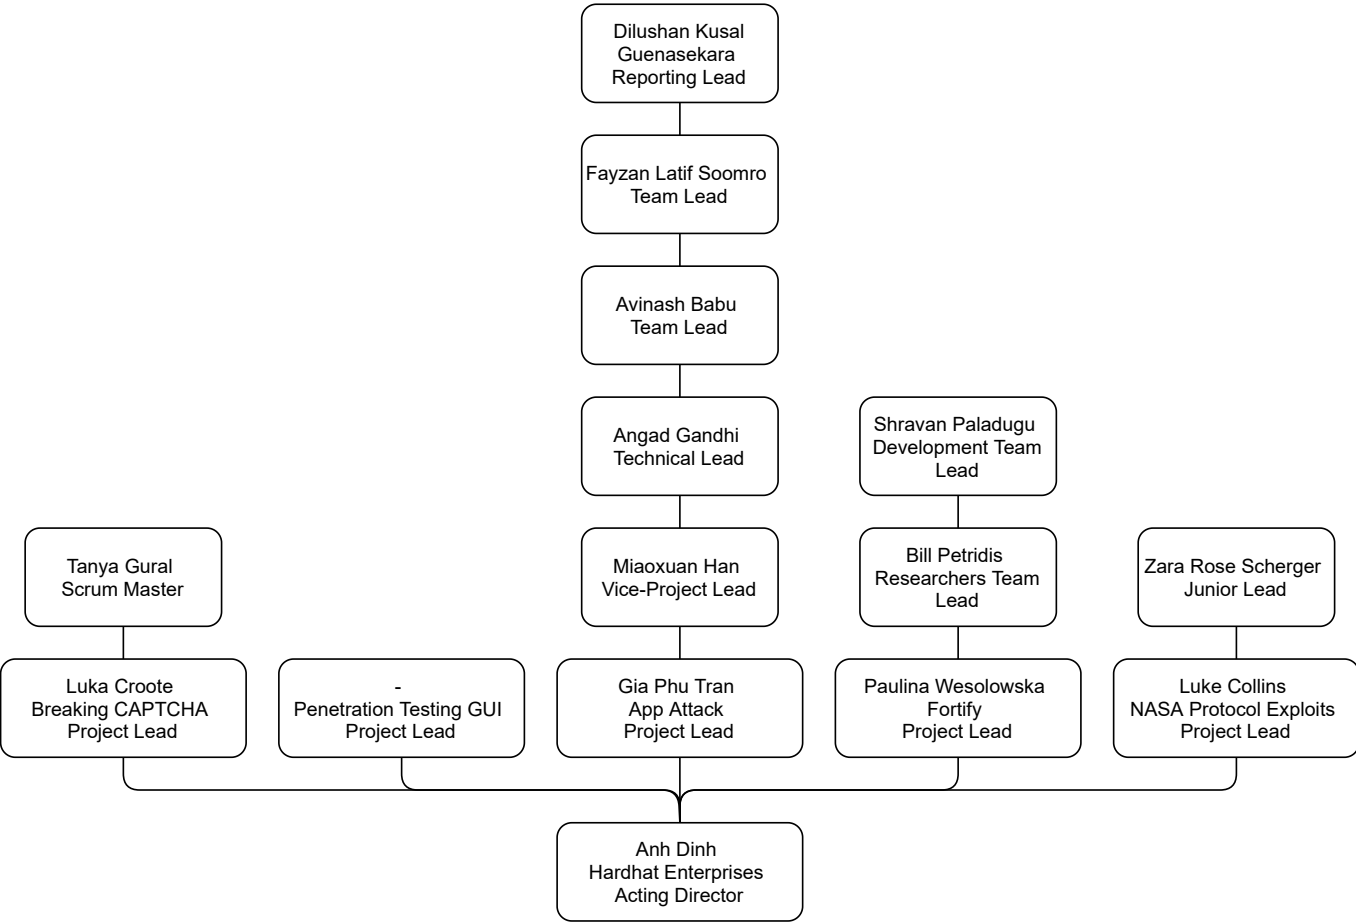 Dilushan Kusal
Guenasekara
Reporting Lead
Fayzan Latif Soomro
Team Lead
Avinash Babu
Team Lead
Angad Gandhi
Technical Lead
Shravan Paladugu
Development Team
Lead
Tanya Gural
Scrum Master
Miaoxuan Han
Vice-Project Lead
Bill Petridis
Researchers Team
Lead
Zara Rose Scherger
Junior Lead
Luka Croote
Breaking CAPTCHA
Project Lead
-
Penetration Testing GUI
Project Lead
Gia Phu Tran
App Attack
Project Lead
Paulina Wesolowska
Fortify
Project Lead
Luke Collins
NASA Protocol Exploits
Project Lead
Anh Dinh
Hardhat Enterprises
Acting Director